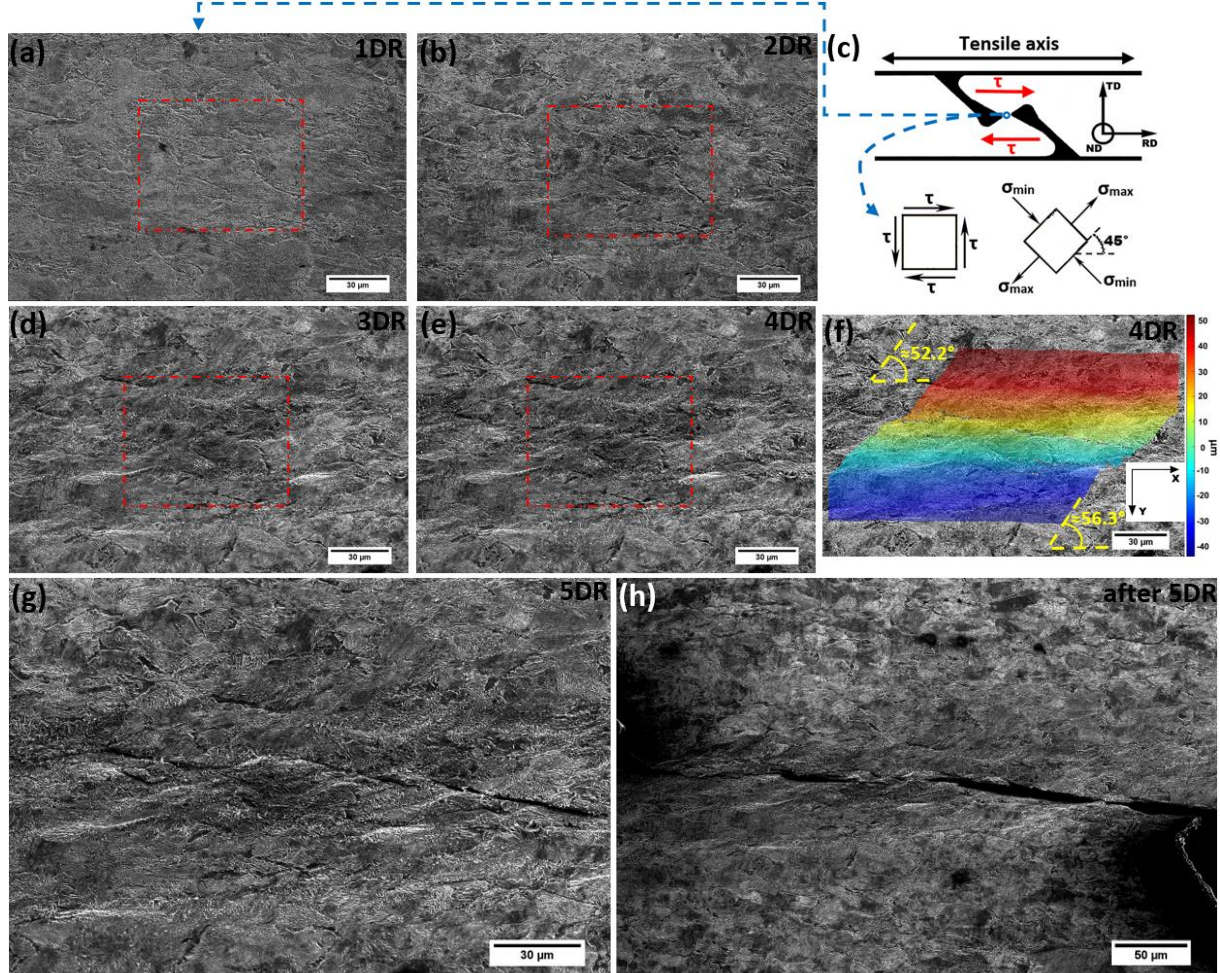 (a)
1DR
30 µm
(b)
2DR
30 µm
(c)
Tensile axis
τ
τ
TD
ND
RD
τ
τ
τ
τ
σmin
σmax
45°
σmax
σmin
(d)
3DR
30 µm
(e)
4DR
30 µm
(f)
4DR
≈52.2°
≈56.3°
X
Y
30 µm
50
40
30
20
10
0
-10
-20
-30
-40
µm
(g)
5DR
30 µm
(h)
after 5DR
50 µm